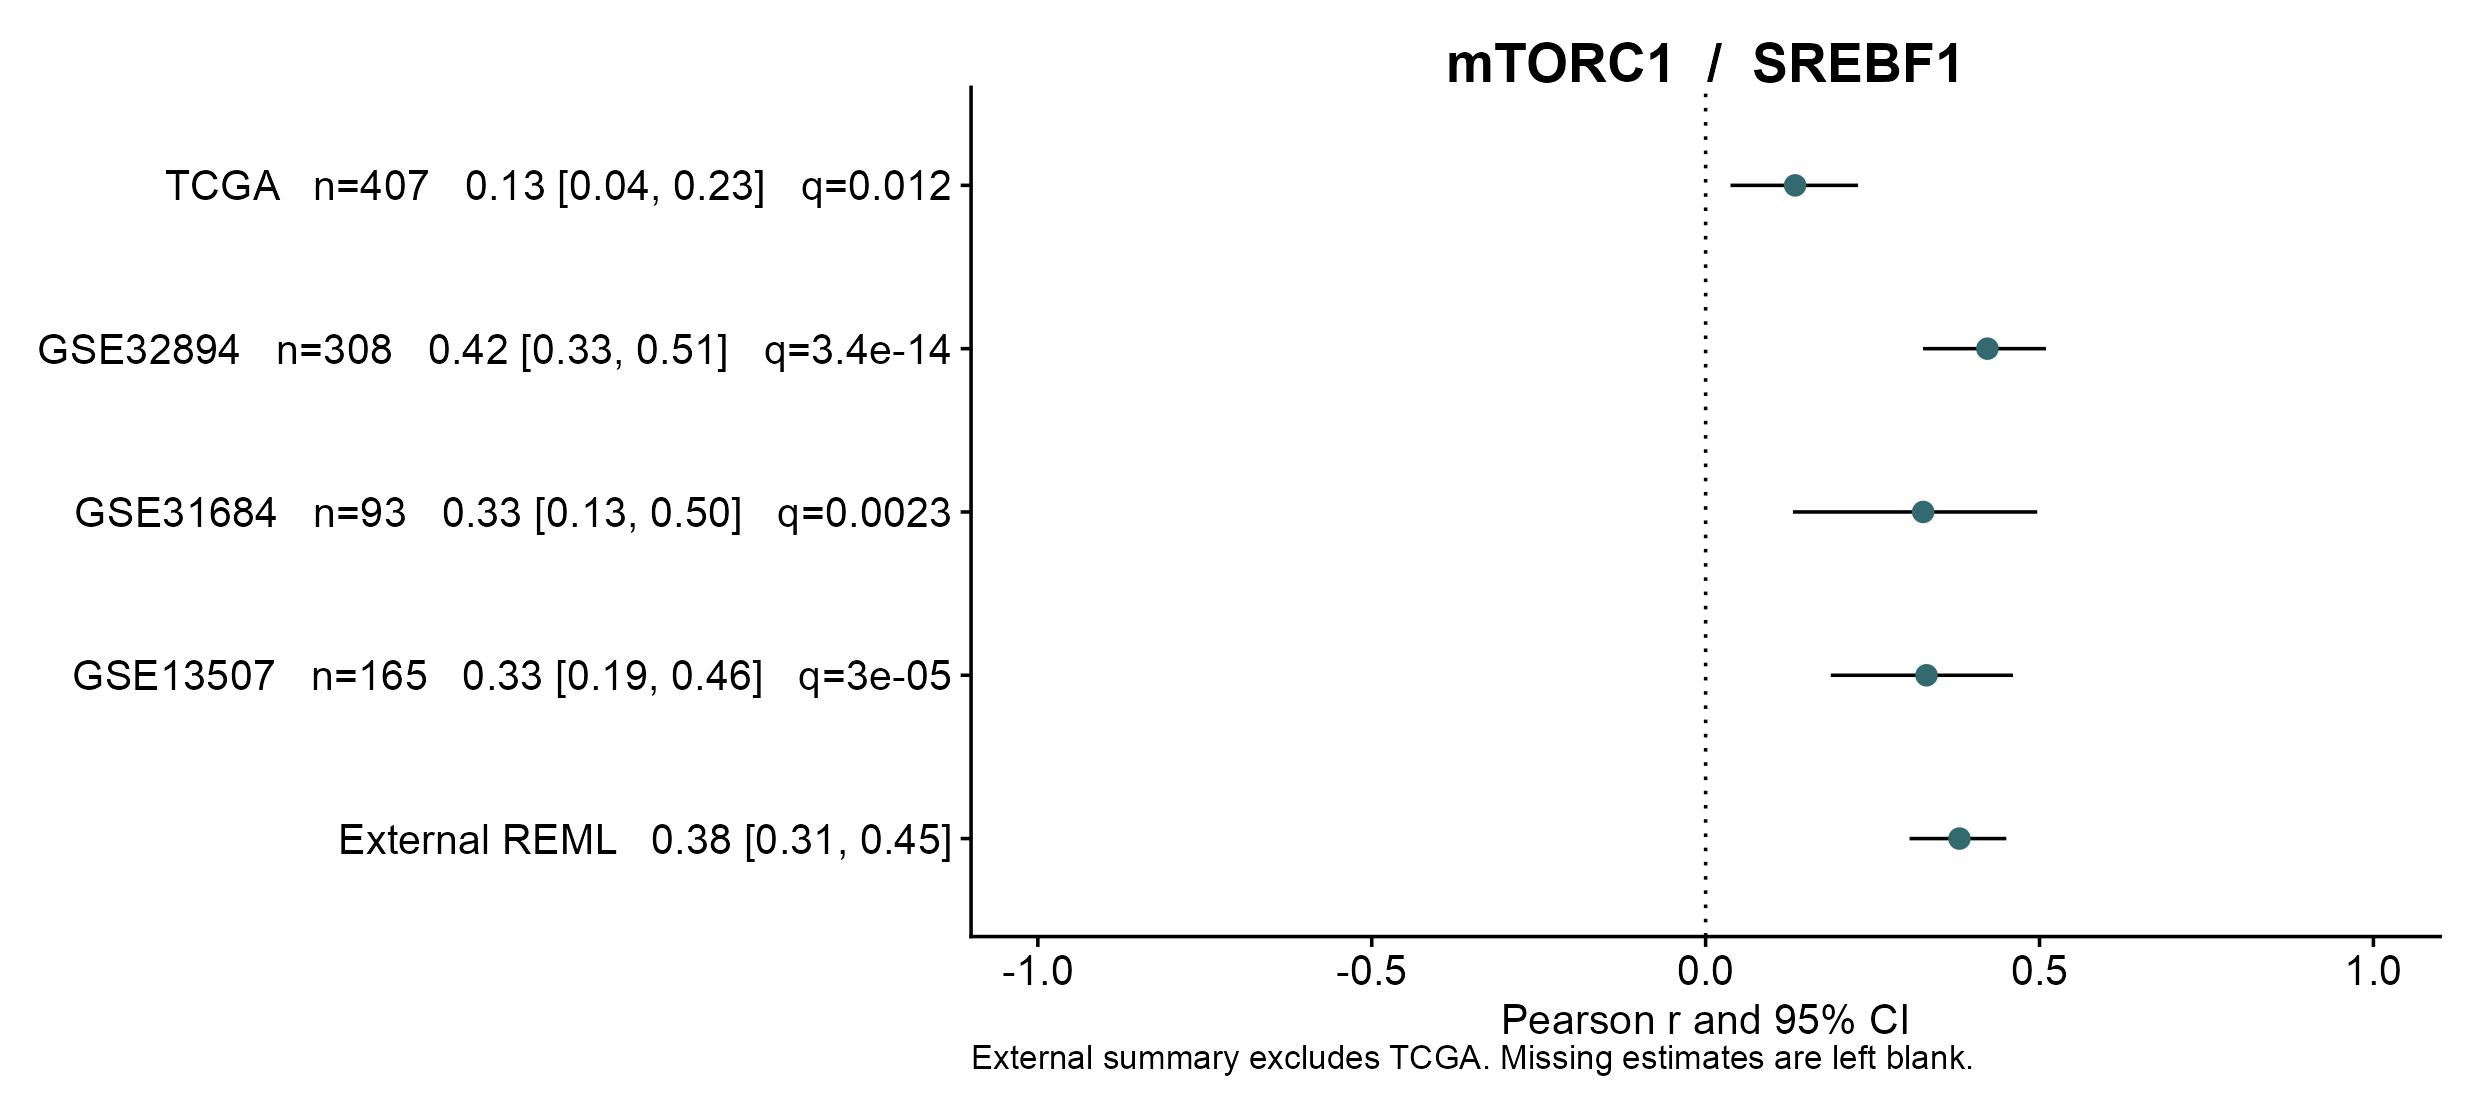 mTORC1 / SREBF1
TCGA n=407 0.13 [0.04, 0.23] q=0.012
GSE32894 n=308 0.42 [0.33, 0.51] q=3.4e-14
GSE31684 n=93 0.33 [0.13, 0.50] q=0.0023
GSE13507 n=165 0.33 [0.19, 0.46] q=3e-05
External REML 0.38 [0.31, 0.45]
-1.0 -0.5 0.0 0.5 1.0
Pearson r and 95% CI
External summary excludes TCGA. Missing estimates are left blank.